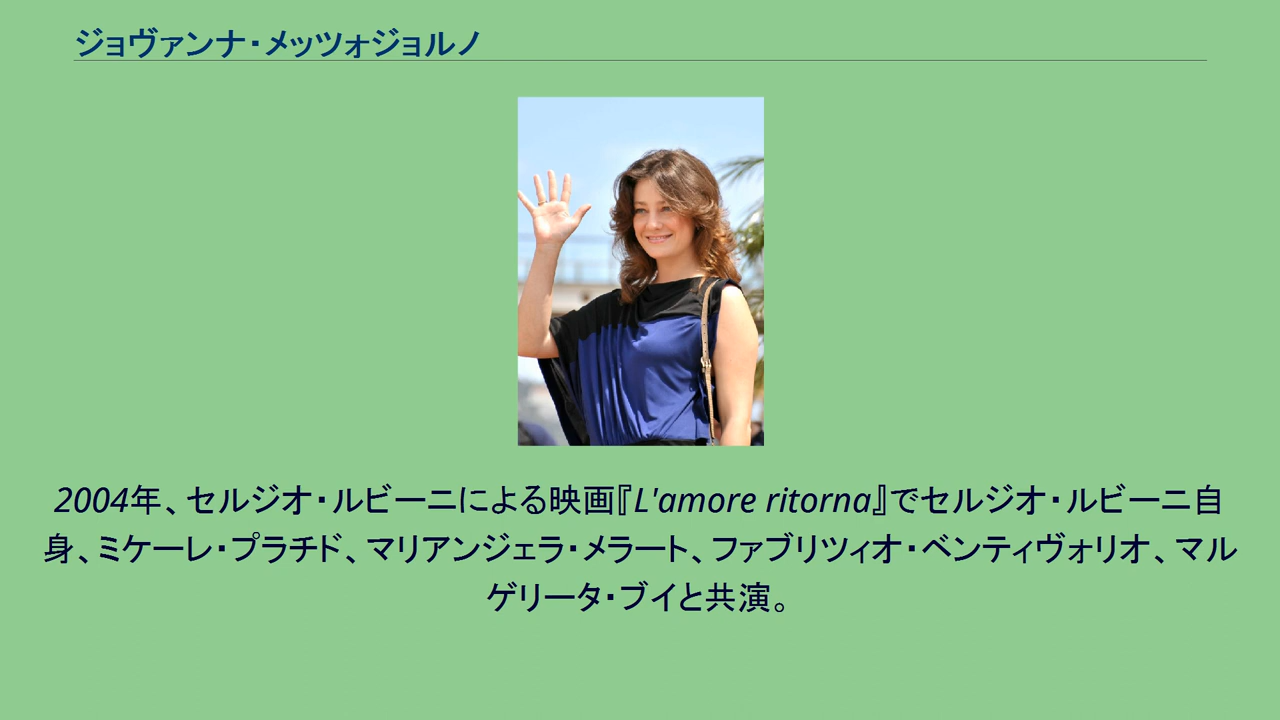 ジョヴァンナ・メッツォジョルノ
2004年、セルジオ・ルビーニによる映画『L'amore ritorna』でセルジオ・ルビーニ自
身、ミケーレ・プラチド、マリアンジェラ・メラート、ファブリツィオ・ベンティヴォリオ、マル
ゲリータ・ブイと共演。